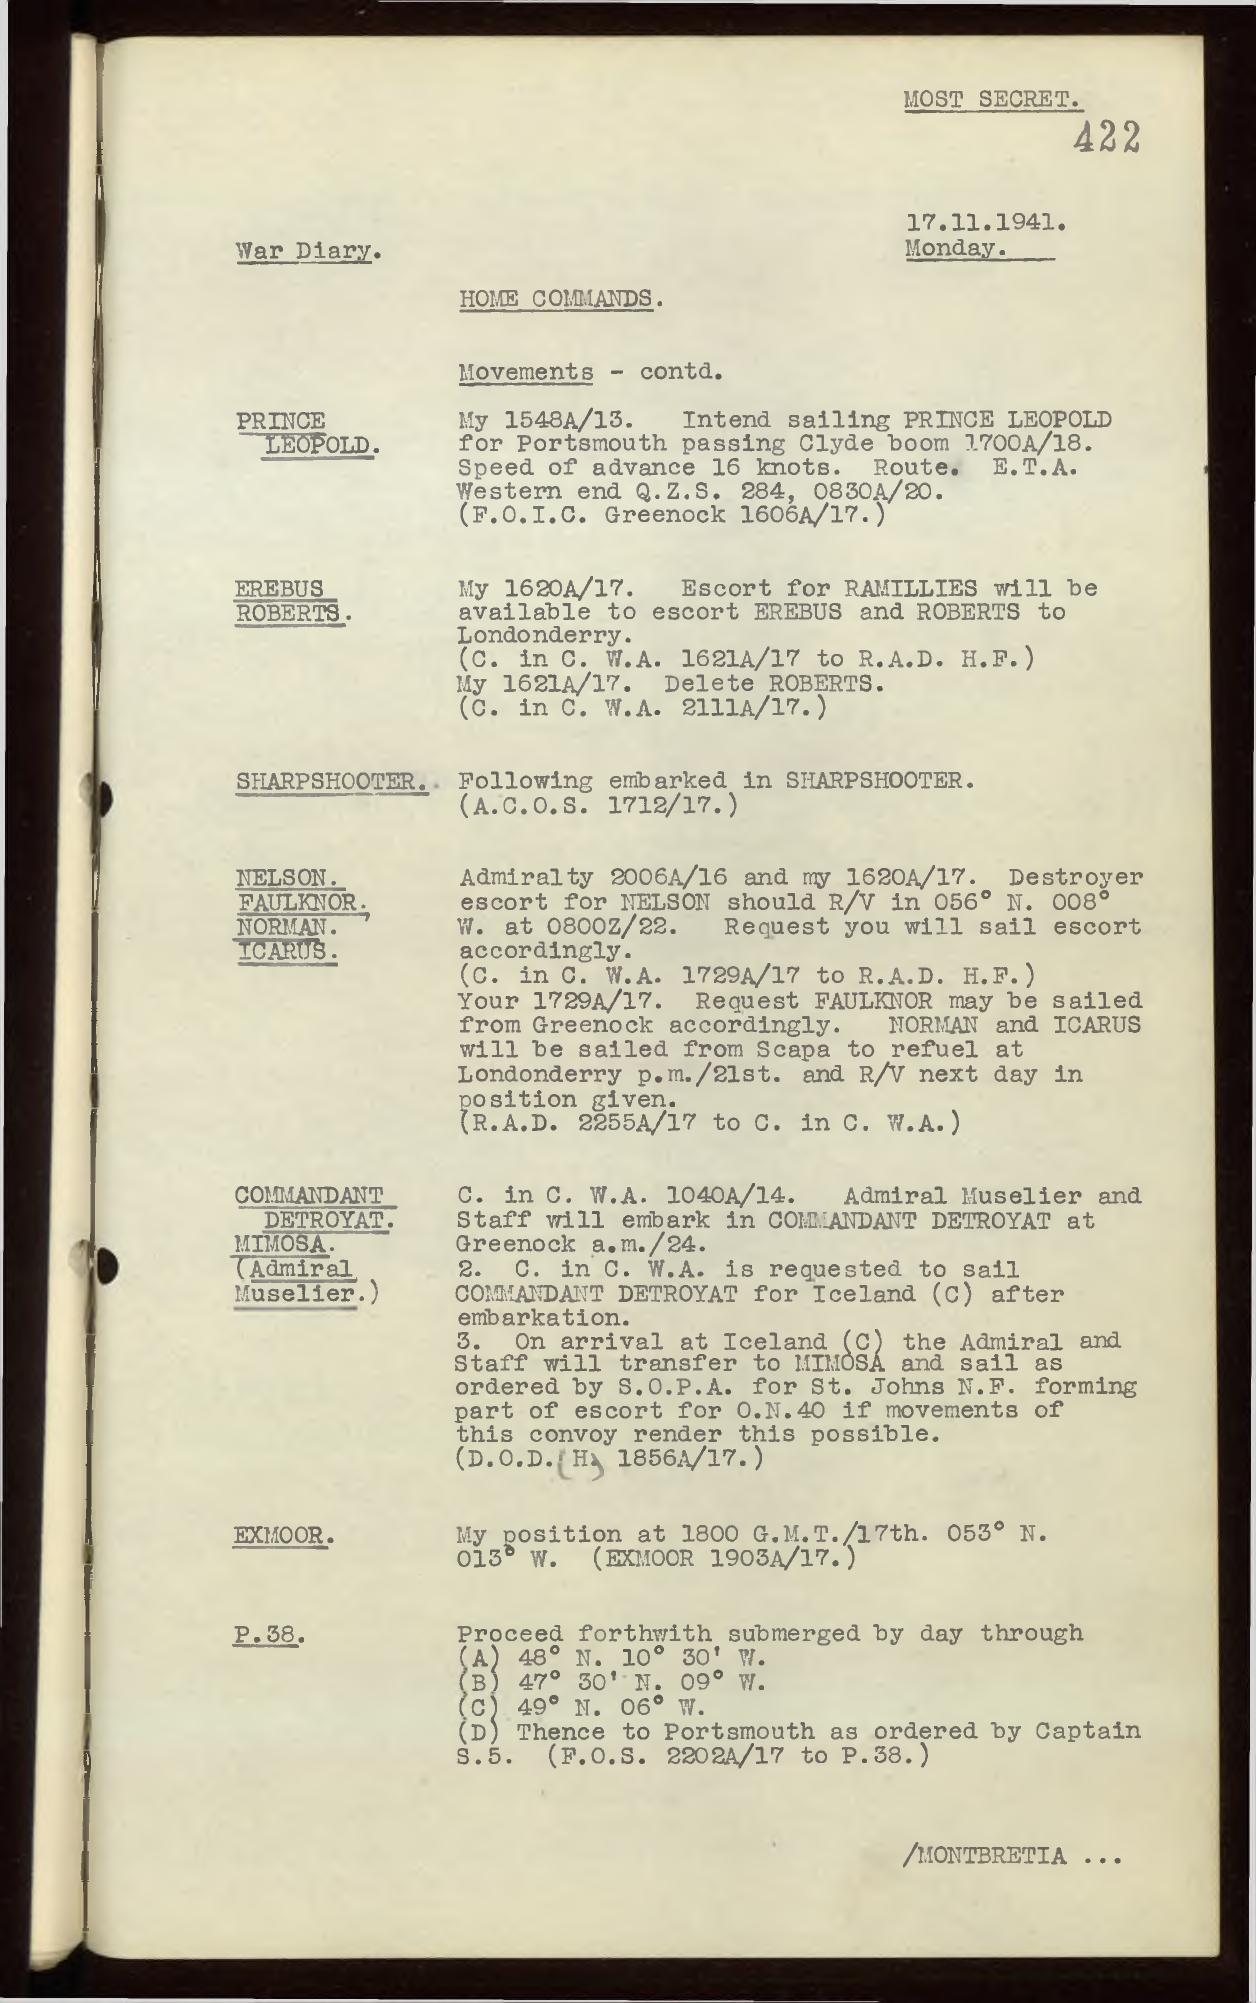 MOST SECRET.
422
17.11.1941.
War Diary.
Monday.
HOME COMMANDS.
Movements - contd.
PRINCE LEOPOLD.
My 1548A/13. Intend sailing PRINCE LEOPOLD
for Portsmouth passing Clyde boom 1700A/18.
Speed of advance 16 knots. Route. E.T.A.
Western end Q.Z.S. 284, 0830A/20.
(F.O.I.C. Greenock 1606A/17.)
EREBUS
ROBERTS.
My 1620A/17. Escort for RAMILLIES will be
available to escort EREBUS and ROBERTS to
Londonderry.
(C. in C. W.A. 1621A/17 to R.A.D. H.F.)
My 1621A/17. Delete ROBERTS.
(C. in C. W.A. 2111A/17.)
SHARPSHOOTER.
Following embarked in SHARPSHOOTER.
(A.C.O.S. 1712/17.)
NELSON.
FAULKNOR.
NORMAN.
ICARUS.
Admiralty 2006A/16 and my 1620A/17. Destroyer
escort for NELSON should R/V in 056° N. 008°
W. at 0800Z/22. Request you will sail escort
accordingly.
(C. in C. W.A. 1729A/17 to R.A.D. H.F.)
Your 1729A/17. Request FAULKNOR may be sailed
from Greenock accordingly. NORMAN and ICARUS
will be sailed from Scapa to refuel at
Londonderry p.m./21st. and R/V next day in
position given.
(R.A.D. 2255A/17 to C. in C. W.A.)
COMMANDANT
DETROYAT.
MIMOSA.
(Admiral
Muselier.)
C. in C. W.A. 1040A/14. Admiral Muselier and
Staff will embark in COMMANDANT DETROYAT at
Greenock a.m./24.
2. C. in C. W.A. is requested to sail
COMMANDANT DETROYAT for Iceland (C) after
embarkation.
3. On arrival at Iceland (C) the Admiral and
Staff will transfer to MIMOSA and sail as
ordered by S.O.P.A. for St. Johns N.F. forming
part of escort for O.N.40 if movements of
this convoy render this possible.
(D.O.D.(H) 1856A/17.)
EXMOOR.
My position at 1800 G.M.T./17th. 053° N.
013° W. (EXMOOR 1903A/17.)
P.38.
Proceed forthwith submerged by day through
(A) 48° N. 10° 30' W.
(B) 47° 30' N. 09° W.
(C) 49° N. 06° W.
(D) Thence to Portsmouth as ordered by Captain
S.5. (F.O.S. 2202A/17 to P.38.)
/MONTBRETIA ...